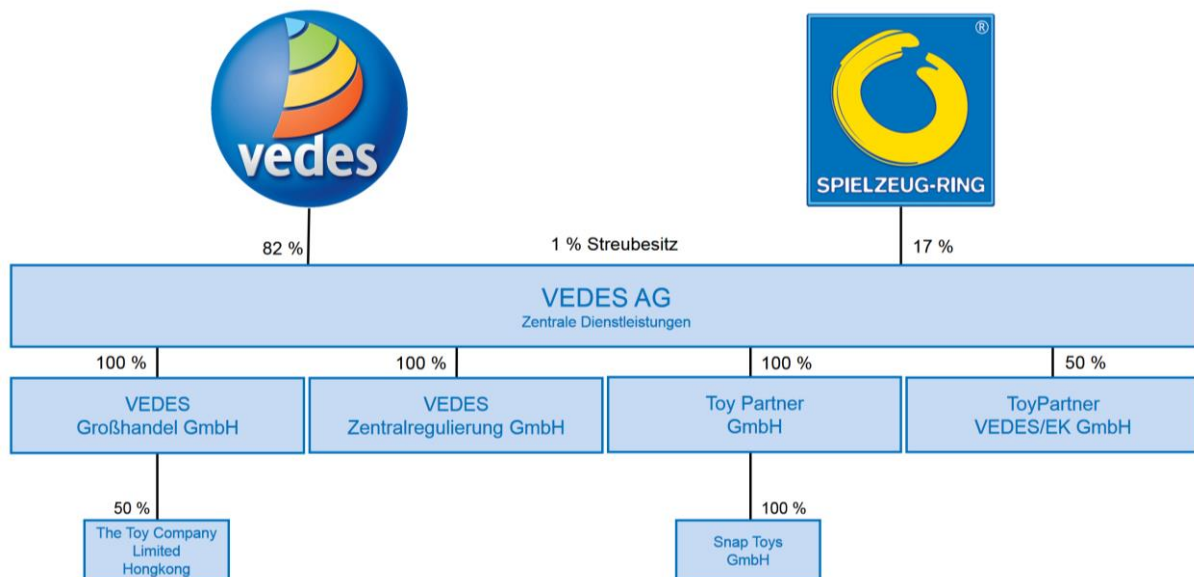 vedes
®
SPIELZEUG-RING
82 %
1 % Streubesitz
17 %
VEDES AG
Zentrale Dienstleistungen
100 %
100 %
100 %
50 %
VEDES
Großhandel GmbH
VEDES
Zentralregulierung GmbH
Toy Partner
GmbH
ToyPartner
VEDES/EK GmbH
50 %
100 %
The Toy Company
Limited
Hongkong
Snap Toys
GmbH